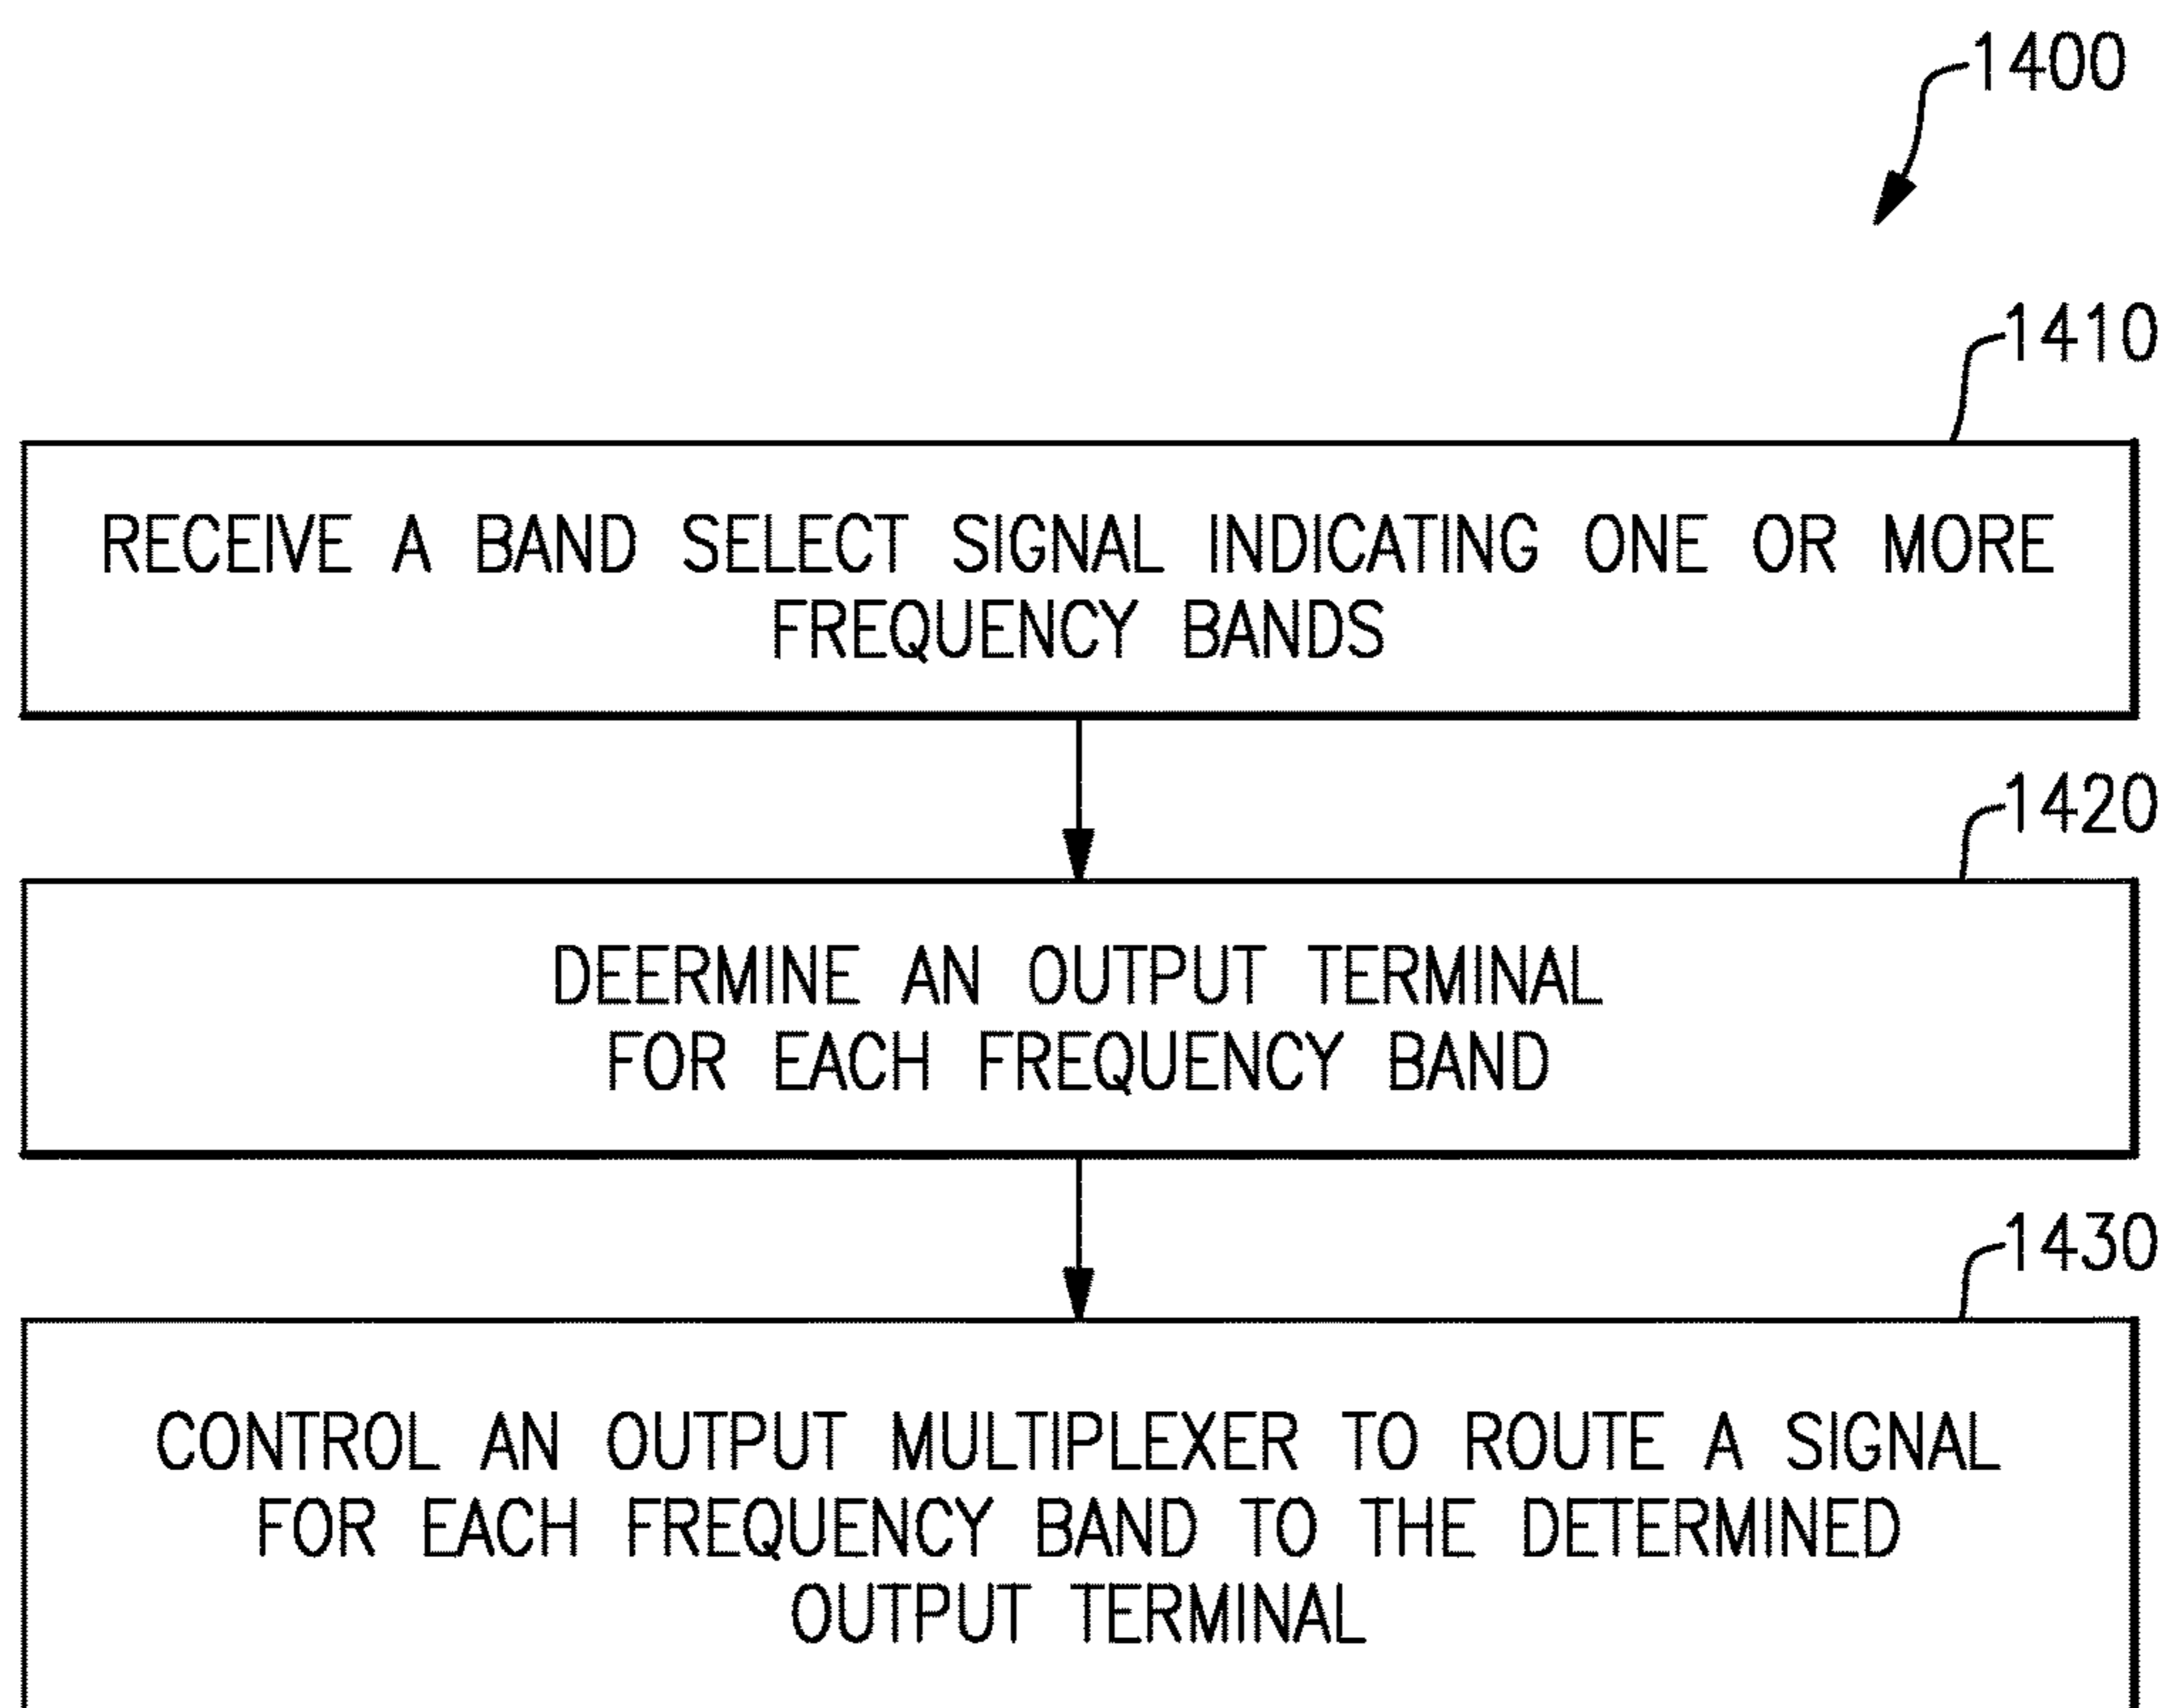 1400
1410
RECEIVE A BAND SELECT SIGNAL INDICATING ONE OR MORE
FREQUENCY BANDS
1420
DEERMINE AN OUTPUT TERMINAL
FOR EACH FREQUENCY BAND
1430
CONTROL AN OUTPUT MULTIPLEXER TO ROUTE A SIGNAL
FOR EACH FREQUENCY BAND TO THE DETERMINED
OUTPUT TERMINAL